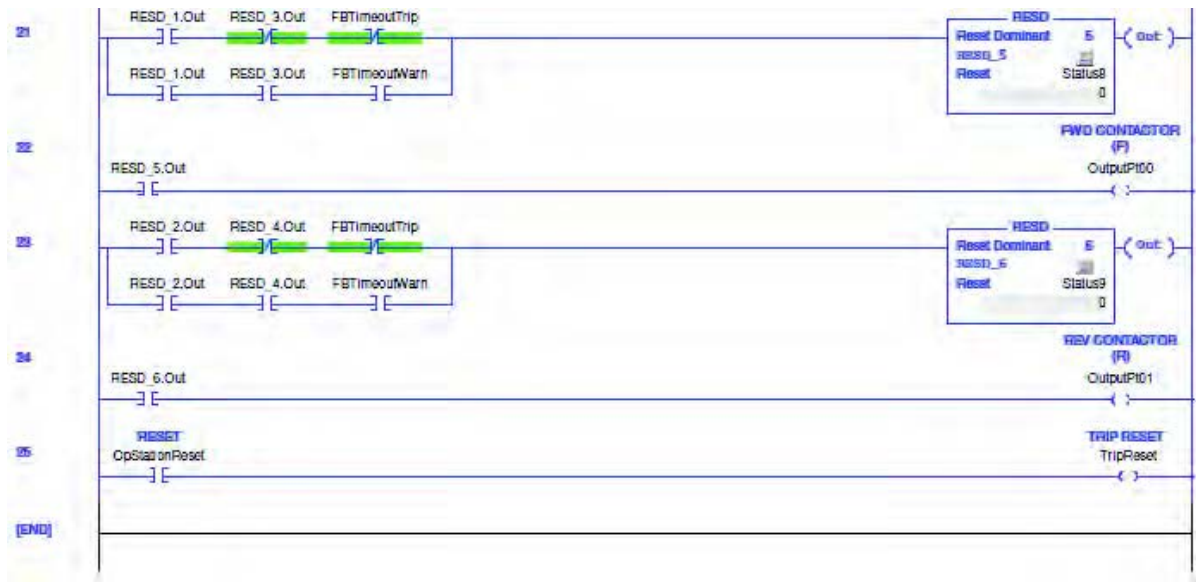 21
RESD_1.Out RESD_3.Out FBTimeoutTrip
RESD
Reset Dominant 5
RESD_5
Reset Status8
0
Out
RESD_1.Out RESD_3.Out FBTimeoutWarn
22
FWD CONTACTOR
(F)
RESD_5.Out OutputPt00
23
RESD_2.Out RESD_4.Out FBTimeoutTrip
RESD
Reset Dominant 6
RESD_6
Reset Status9
0
Out
RESD_2.Out RESD_4.Out FBTimeoutWarn
24
REV CONTACTOR
(R)
RESD_6.Out OutputPt01
25
RESET TRIP RESET
OpStationReset TripReset
[END]